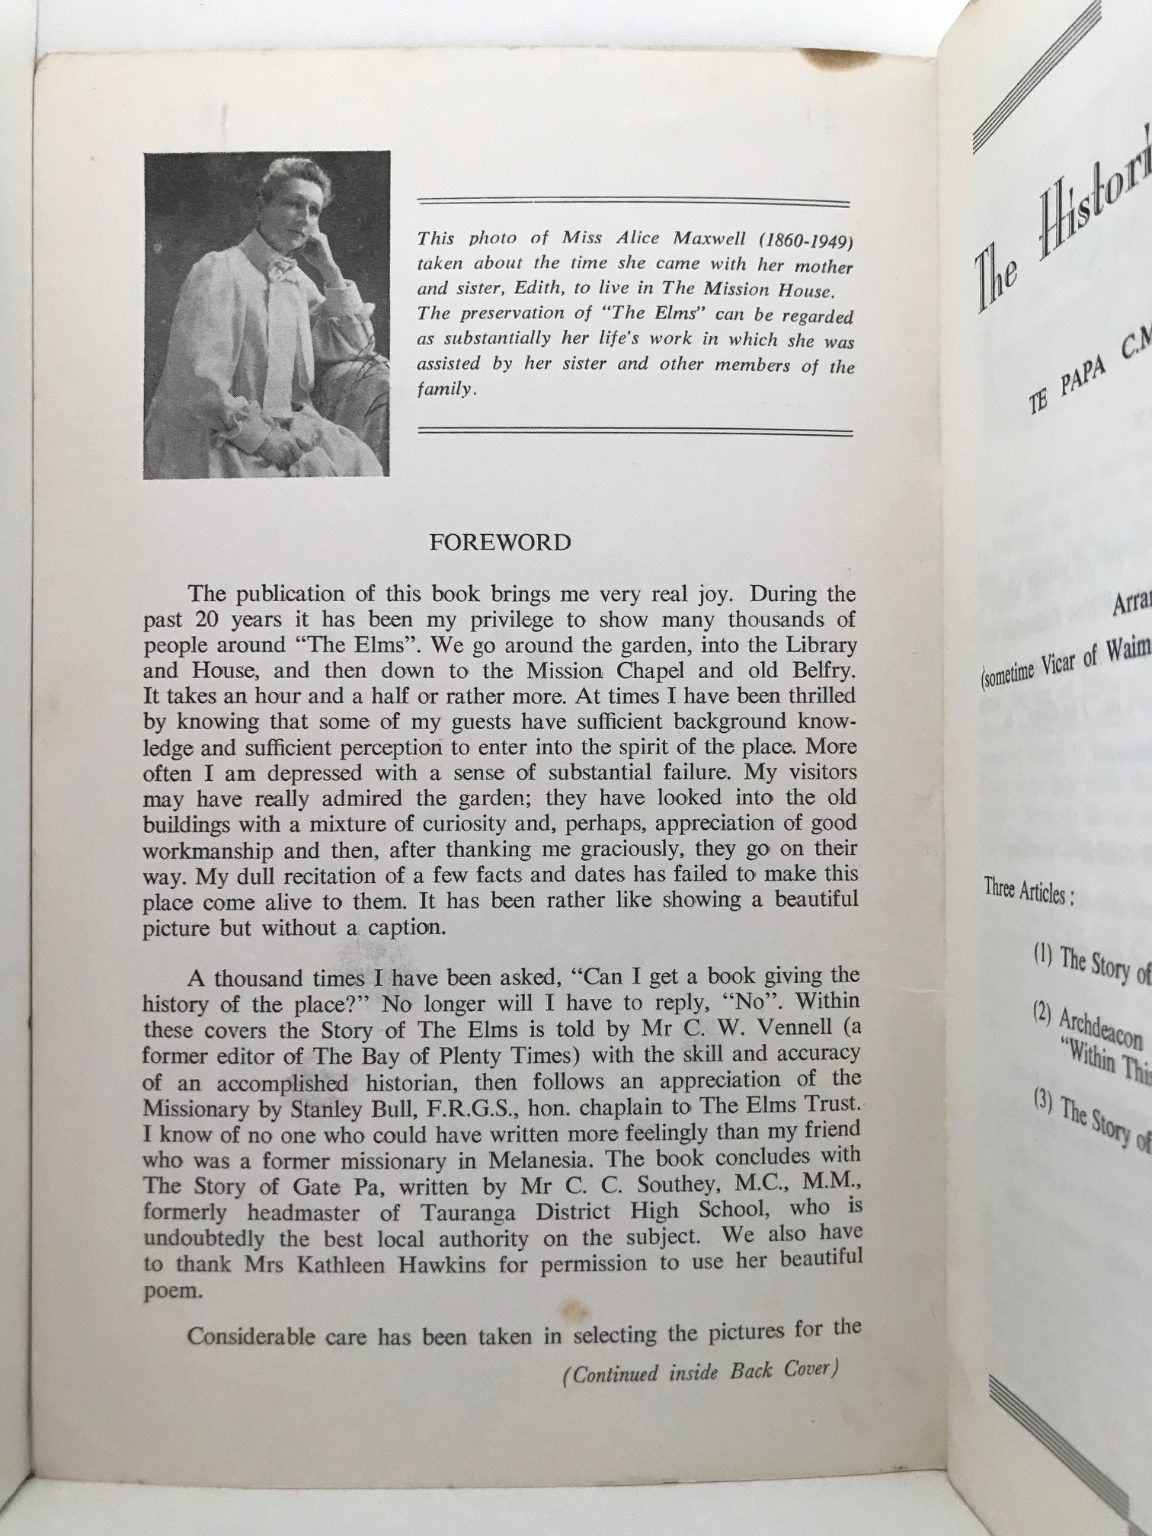 This photo of Miss Alice Maxwell (1860-1949)
taken about the time she came with her mother
and sister, Edith, to live in The Mission House.
The preservation of “The Elms” can be regarded
as substantially her life's work in which she was
assisted by her sister and other members of the
family.
FOREWORD
The publication of this book brings me very real joy. During the
past 20 years it has been my privilege to show many thousands of
people around “The Elms”. We go around the garden, into the Library
and House, and then down to the Mission Chapel and old Belfry.
It takes an hour and a half or rather more. At times I have been thrilled
by knowing that some of my guests have sufficient background know-
ledge and sufficient perception to enter into the spirit of the place. More
often I am depressed with a sense of substantial failure. My visitors
may have really admired the garden; they have looked into the old
buildings with a mixture of curiosity and, perhaps, appreciation of good
workmanship and then, after thanking me graciously, they go on their
way. My dull recitation of a few facts and dates has failed to make this
place come alive to them. It has been rather like showing a beautiful
picture but without a caption.
A thousand times I have been asked, “Can I get a book giving the
history of the place?” No longer will I have to reply, “No”. Within
these covers the Story of The Elms is told by Mr C. W. Vennell (a
former editor of The Bay of Plenty Times) with the skill and accuracy
of an accomplished historian, then follows an appreciation of the
Missionary by Stanley Bull, F.R.G.S., hon. chaplain to The Elms Trust.
I know of no one who could have written more feelingly than my friend
who was a former missionary in Melanesia. The book concludes with
The Story of Gate Pa, written by Mr C. C. Southey, M.C., M.M.,
formerly headmaster of Tauranga District High School, who is
undoubtedly the best local authority on the subject. We also have
to thank Mrs Kathleen Hawkins for permission to use her beautiful
poem.
Considerable care has been taken in selecting the pictures for the
(Continued inside Back Cover)
The Histori
TE PAPA C.M
Arra
(sometime Vicar of Waim
Three Articles :
(1) The Story of
(2) Archdeacon
“Within This
(3) The Story of